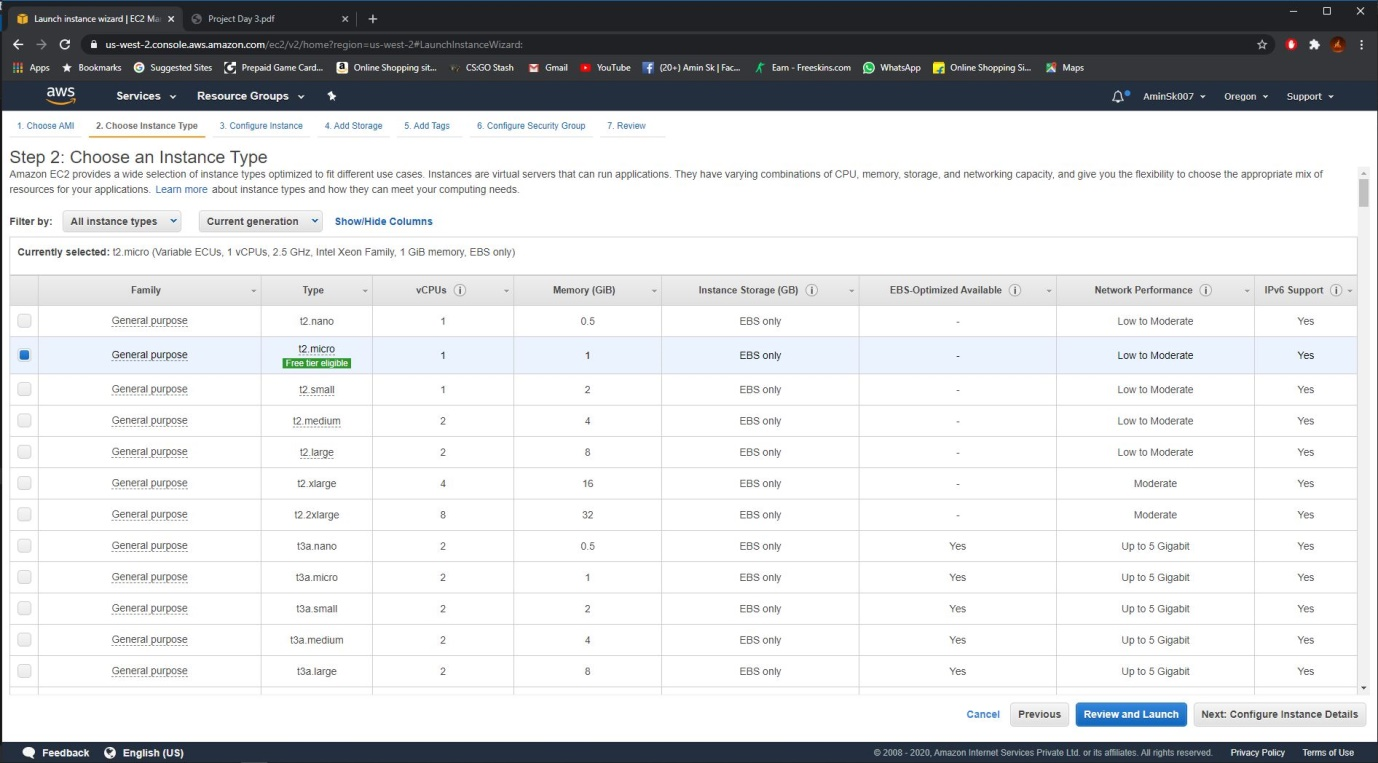 Launch instance wizard | EC2 Ma
Project Day 3.pdf
us-west-2.console.aws.amazon.com/ec2/v2/home?region=us-west-2#LaunchInstanceWizard:
Apps Bookmarks Suggested Sites Prepaid Game Card... Online Shopping sit... CS:GO Stash Gmail YouTube (20+) Amin Sk | Fac... Earn - Freeskins.com WhatsApp Online Shopping Si... Maps
aws Services Resource Groups AminSk007 Oregon Support
1. Choose AMI 2. Choose Instance Type 3. Configure Instance 4. Add Storage 5. Add Tags 6. Configure Security Group 7. Review
Step 2: Choose an Instance Type
Amazon EC2 provides a wide selection of instance types optimized to fit different use cases. Instances are virtual servers that can run applications. They have varying combinations of CPU, memory, storage, and networking capacity, and give you the flexibility to choose the appropriate mix of
resources for your applications. Learn more about instance types and how they can meet your computing needs.
Filter by: All instance types Current generation Show/Hide Columns
Currently selected: t2.micro (Variable ECUs, 1 vCPUs, 2.5 GHz, Intel Xeon Family, 1 GiB memory, EBS only)
Family Type vCPUs Memory (GiB) Instance Storage (GB) EBS-Optimized Available Network Performance IPv6 Support
General purpose t2.nano 1 0.5 EBS only - Low to Moderate Yes
General purpose t2.micro 1 1 EBS only - Low to Moderate Yes
Free tier eligible
General purpose t2.small 1 2 EBS only - Low to Moderate Yes
General purpose t2.medium 2 4 EBS only - Low to Moderate Yes
General purpose t2.large 2 8 EBS only - Low to Moderate Yes
General purpose t2.xlarge 4 16 EBS only - Moderate Yes
General purpose t2.2xlarge 8 32 EBS only - Moderate Yes
General purpose t3a.nano 2 0.5 EBS only Yes Up to 5 Gigabit Yes
General purpose t3a.micro 2 1 EBS only Yes Up to 5 Gigabit Yes
General purpose t3a.small 2 2 EBS only Yes Up to 5 Gigabit Yes
General purpose t3a.medium 2 4 EBS only Yes Up to 5 Gigabit Yes
General purpose t3a.large 2 8 EBS only Yes Up to 5 Gigabit Yes
Cancel Previous Review and Launch Next: Configure Instance Details
Feedback English (US) © 2008 - 2020, Amazon Internet Services Private Ltd. or its affiliates. All rights reserved. Privacy Policy Terms of Use